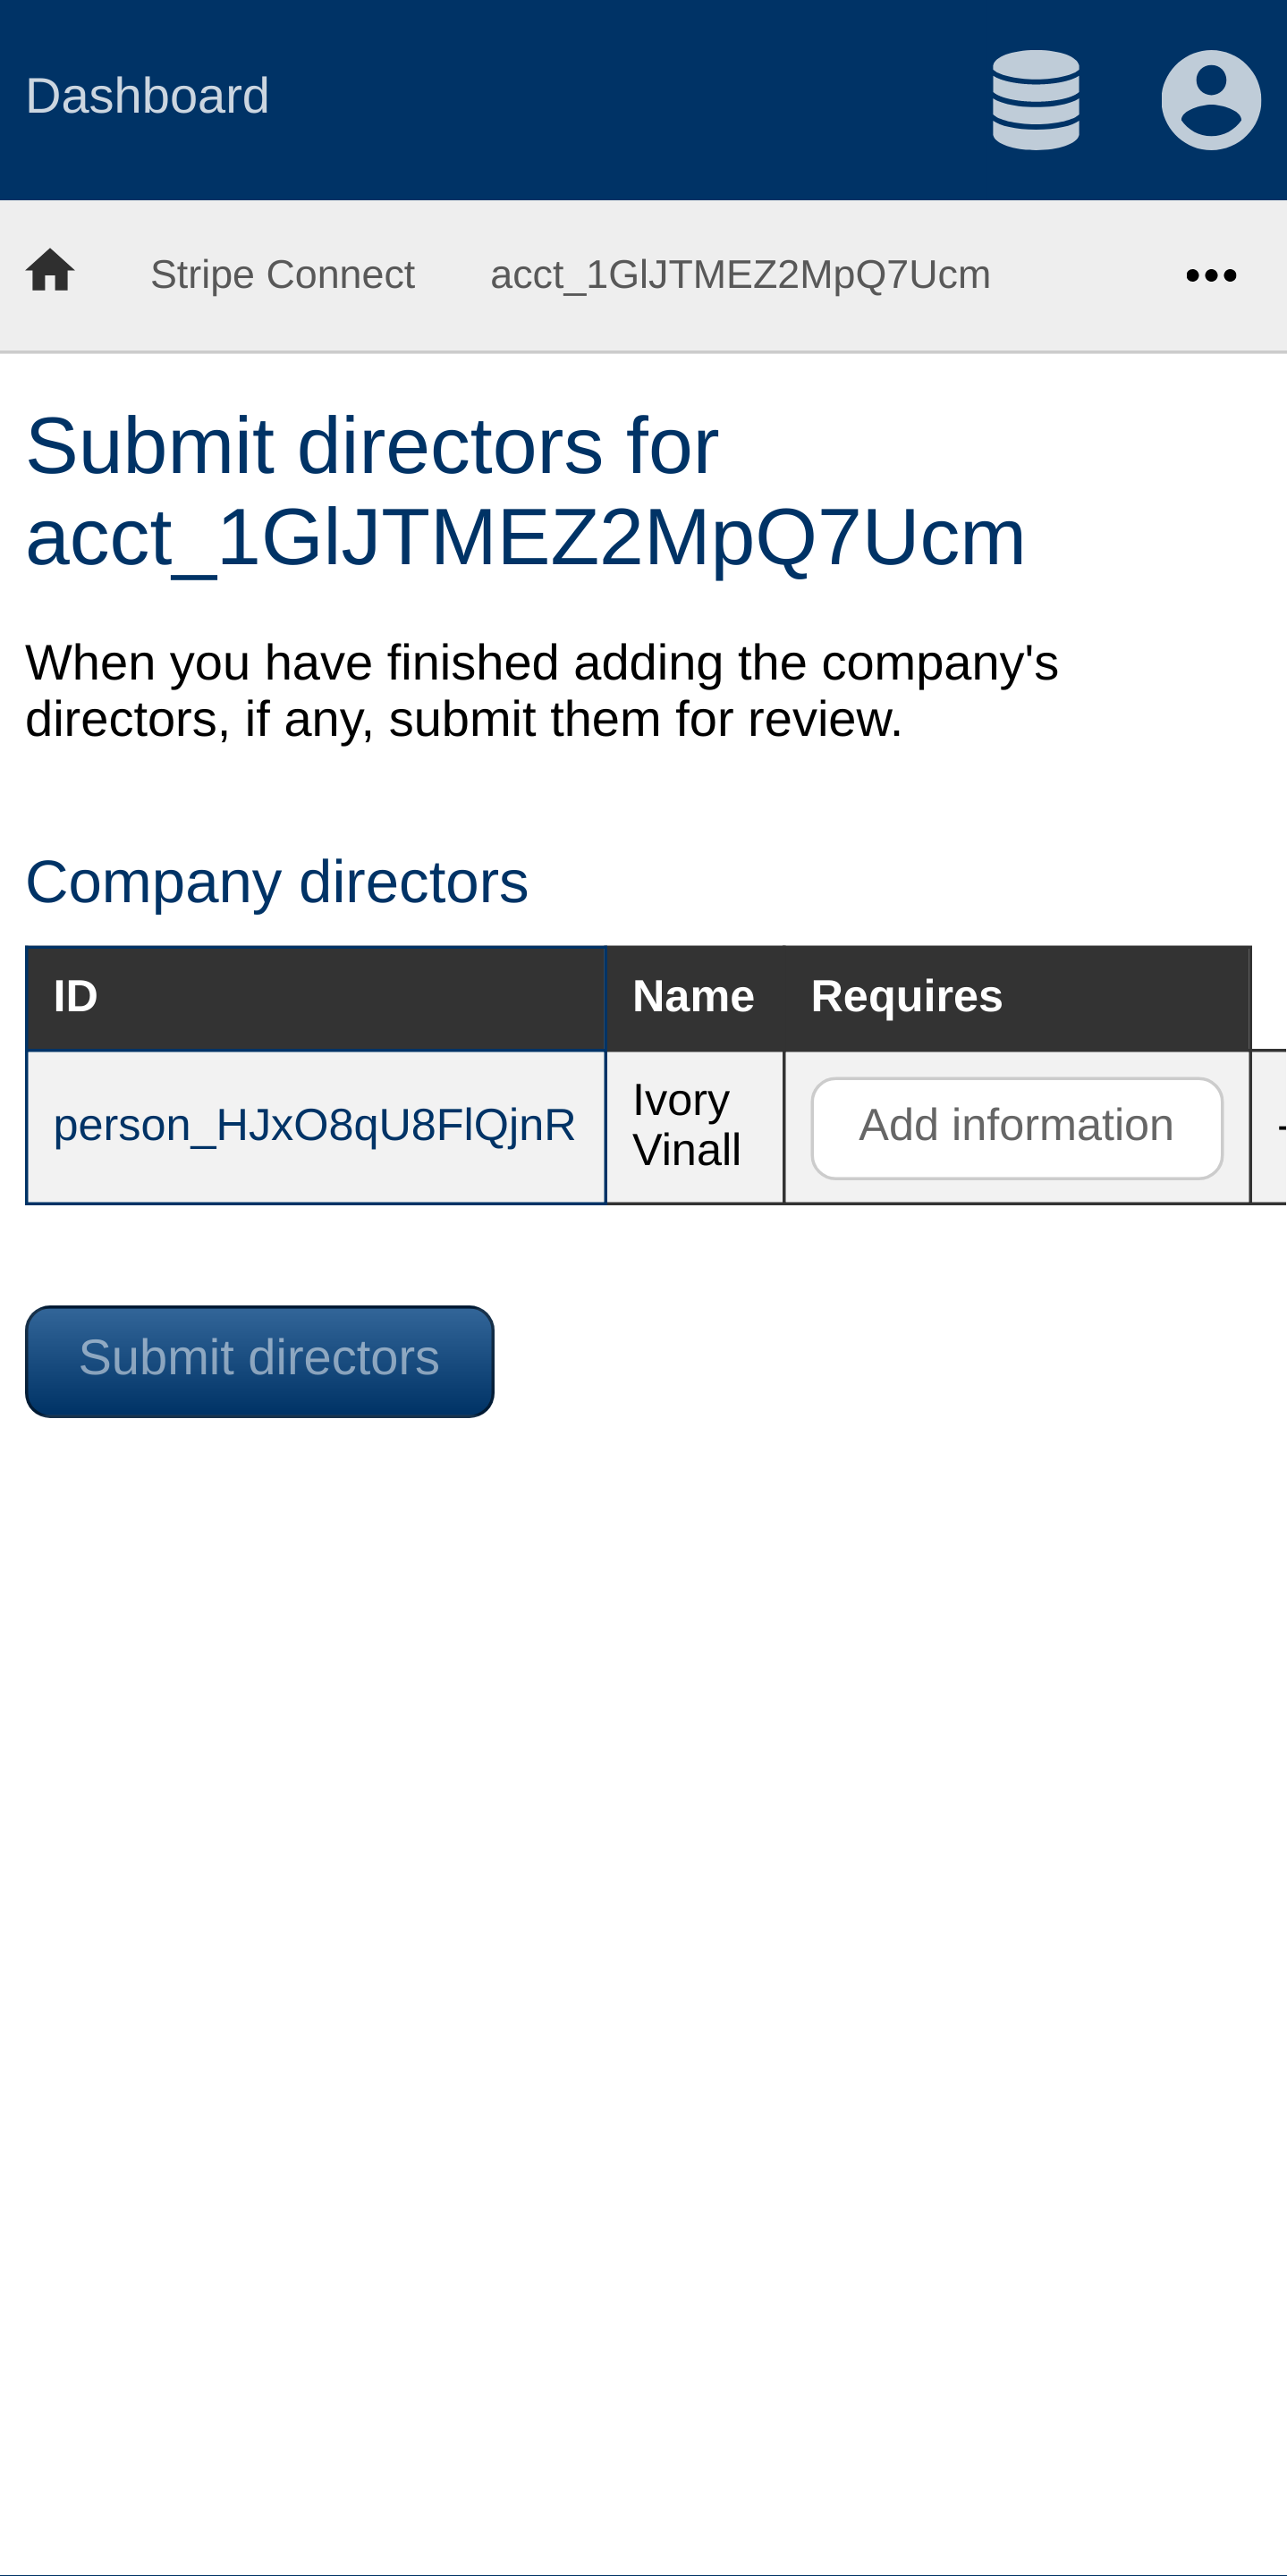 Dashboard
Stripe Connect acct_1GlJTMEZ2MpQ7Ucm •••
Submit directors for
acct_1GlJTMEZ2MpQ7Ucm
When you have finished adding the company's
directors, if any, submit them for review.
Company directors
ID Name Requires
person_HJxO8qU8FlQjnR Ivory Vinall Add information -
Submit directors